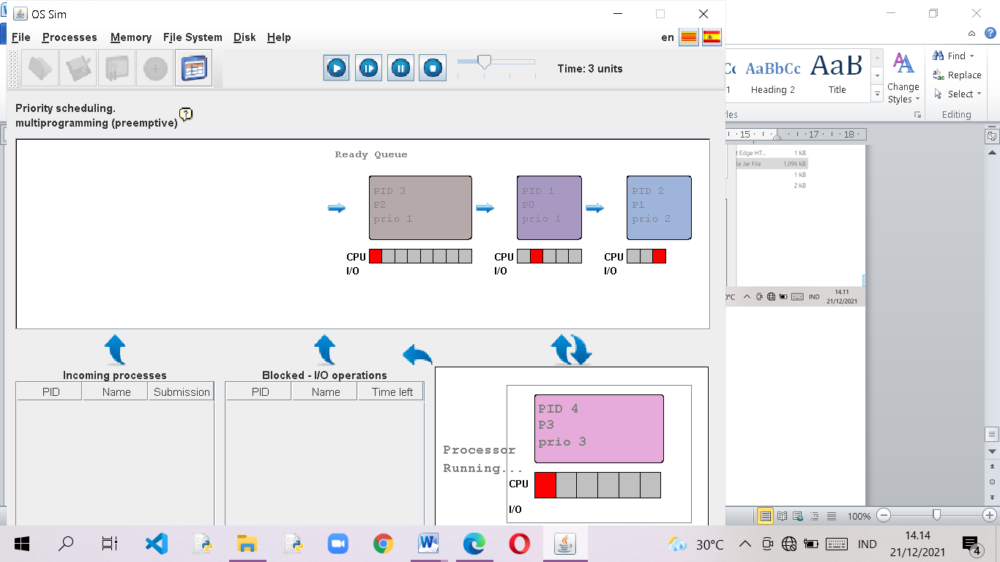 OS Sim
File Processes Memory File System Disk Help
en
Time: 3 units
Priority scheduling.
multiprogramming (preemptive)
?
Ready Queue
PID 3
P2
prio 1
CPU
I/O
PID 1
P0
prio 1
CPU
I/O
PID 2
P1
prio 2
CPU
I/O
Incoming processes
PID Name Submission
Blocked - I/O operations
PID Name Time left
Processor
Running...
PID 4
P3
prio 3
CPU
I/O
AaBbCc AaB
1 Heading 2 Title
Change
Styles
Find
Replace
Select
Editing
15 17 18
t Edge HT... 1 KB
le Jar File 1.096 KB
1 KB
2 KB
IND
14.11
21/12/2021
100%
30°C
IND
14.14
21/12/2021
4